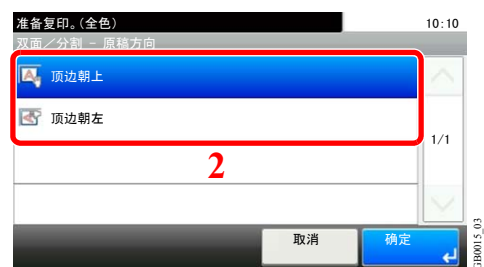 准备复印。(全色)
10:10
双面／分割 - 原稿方向
顶边朝上
顶边朝左
1/1
2
取消
确定
GB0015_03